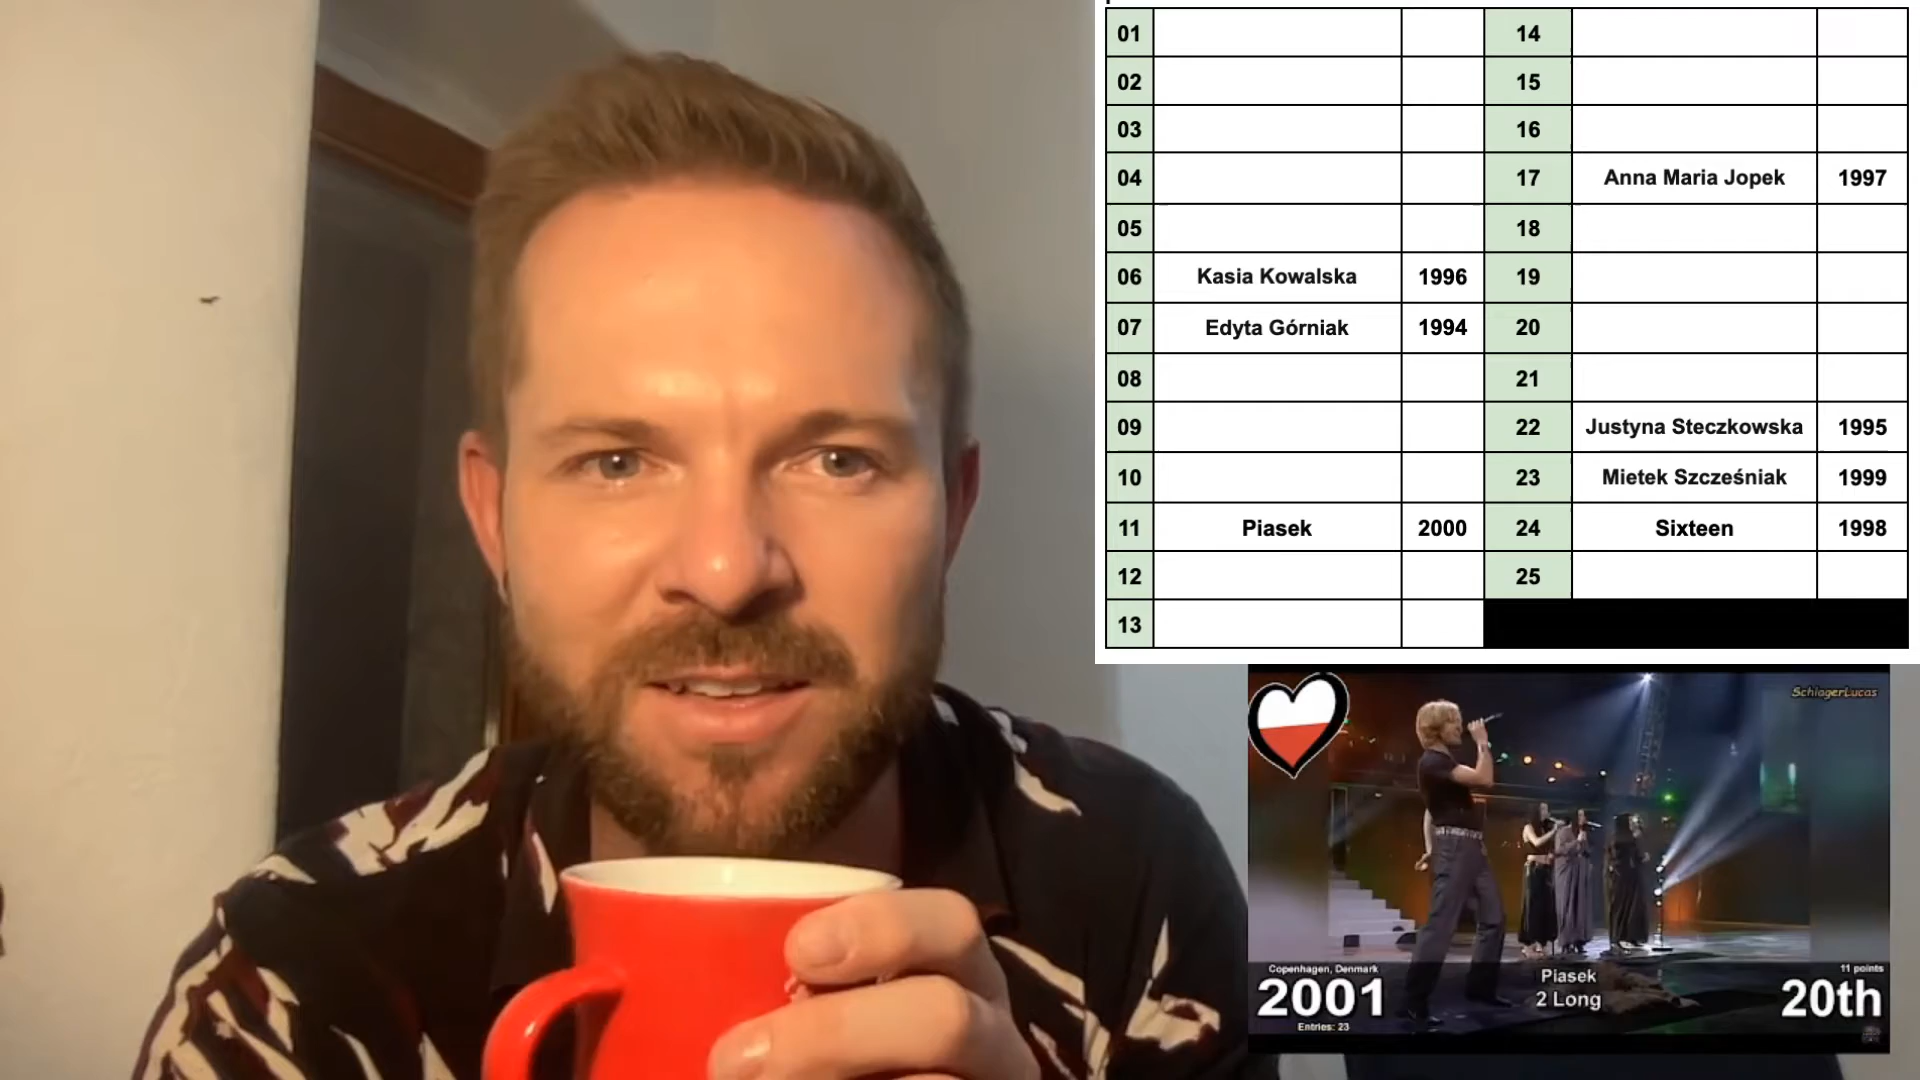 01 14
02 15
03 16
04 17 Anna Maria Jopek 1997
05 18
06 Kasia Kowalska 1996 19
07 Edyta Górniak 1994 20
08 21
09 22 Justyna Steczkowska 1995
10 23 Mietek Szcześniak 1999
11 Piasek 2000 24 Sixteen 1998
12 25
13
SchlagerLucas
Copenhagen, Denmark
2001
Entries: 23
Piasek
2 Long
11 points
20th